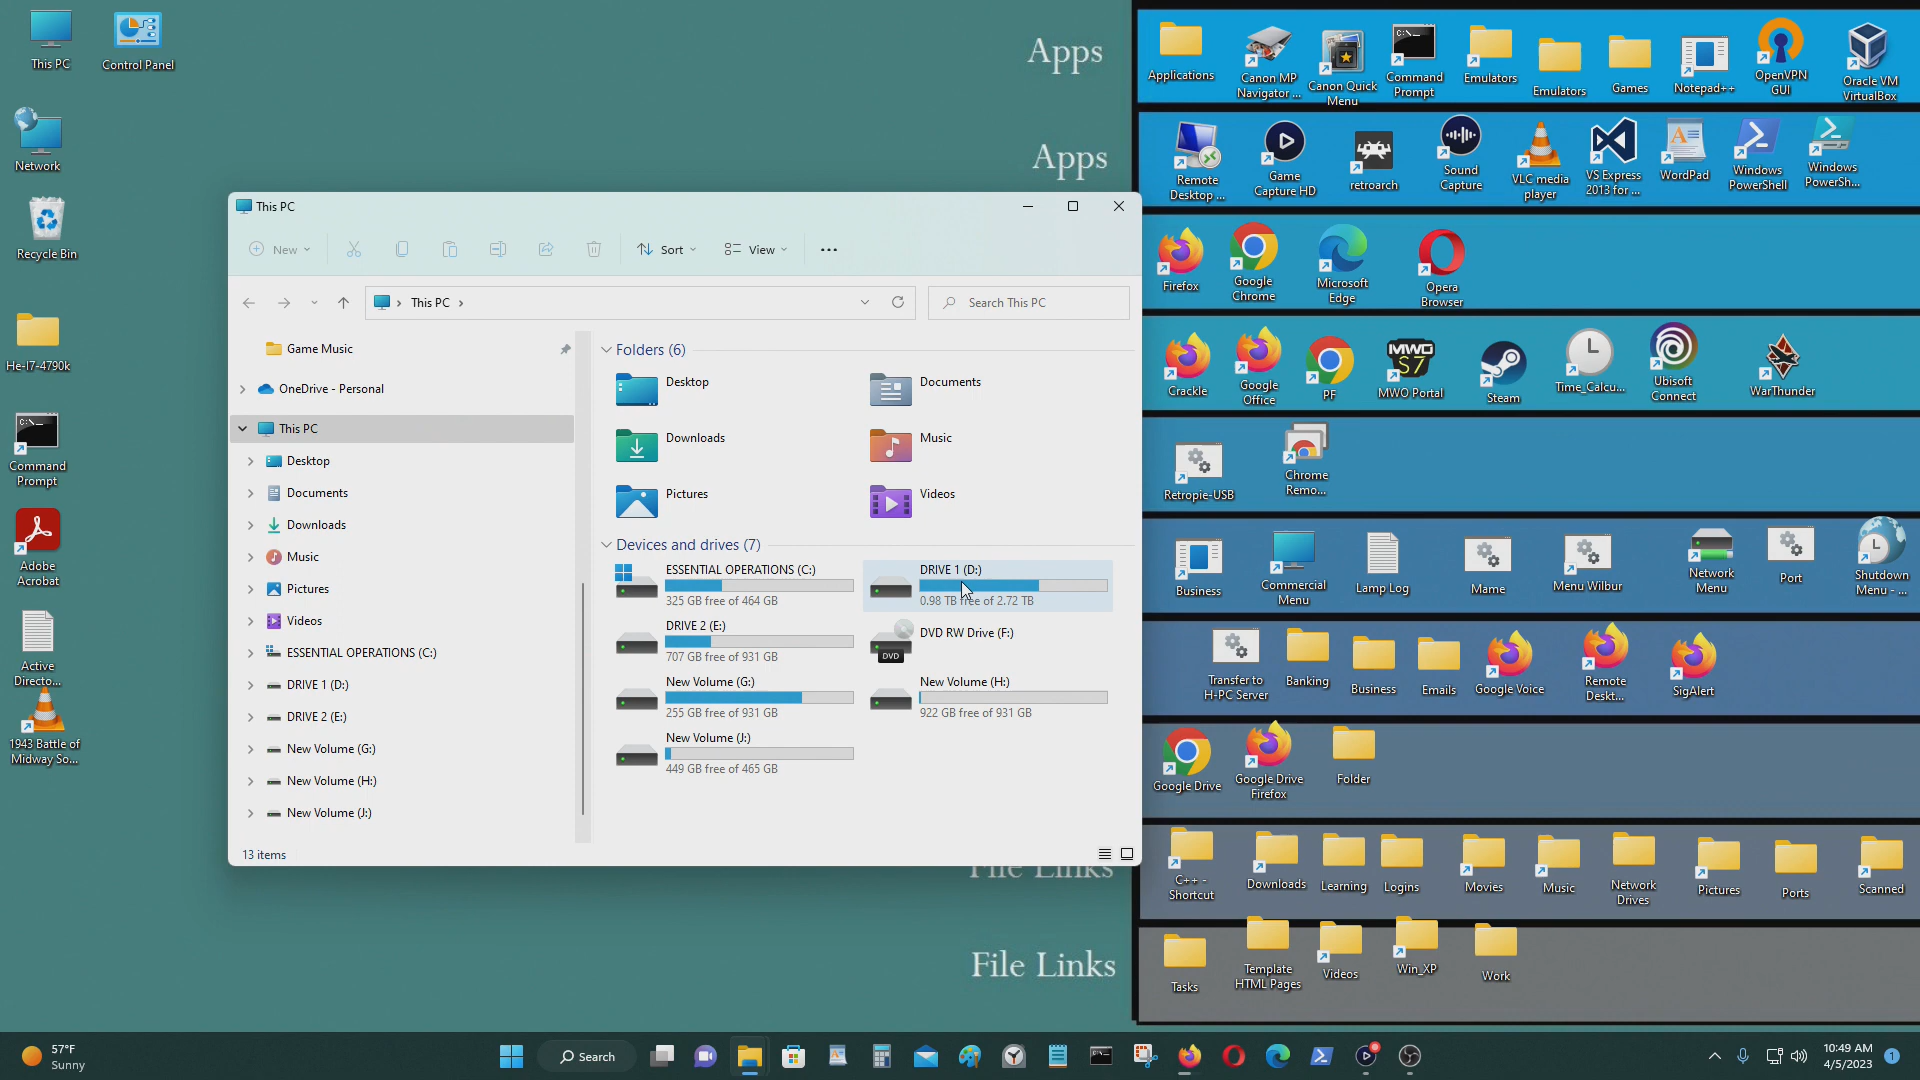 This PC
Control Panel
Network
Recycle Bin
He-I7-4790k
Command
Prompt
Adobe
Acrobat
Active
Directo...
1943 Battle of
Midway So...
Apps
Apps
File Links
File Links
This PC
New
Sort
View
This PC
Search This PC
Game Music
OneDrive - Personal
This PC
Desktop
Documents
Downloads
Music
Pictures
Videos
ESSENTIAL OPERATIONS (C:)
DRIVE 1 (D:)
DRIVE 2 (E:)
New Volume (G:)
New Volume (H:)
New Volume (J:)
Folders (6)
Desktop
Documents
Downloads
Music
Pictures
Videos
Devices and drives (7)
ESSENTIAL OPERATIONS (C:)
325 GB free of 464 GB
DRIVE 1 (D:)
0.98 TB free of 2.72 TB
DRIVE 2 (E:)
707 GB free of 931 GB
DVD RW Drive (F:)
DVD
New Volume (G:)
255 GB free of 931 GB
New Volume (H:)
922 GB free of 931 GB
New Volume (J:)
449 GB free of 465 GB
13 items
Applications
Canon MP
Navigator ...
Canon Quick
Menu
Command
Prompt
Emulators
Emulators
Games
Notepad++
OpenVPN
GUI
Oracle VM
VirtualBox
Remote
Desktop ...
Game
Capture HD
retroarch
Sound
Capture
VLC media
player
VS Express
2013 for ...
WordPad
Windows
PowerShell
Windows
PowerSh...
Firefox
Google
Chrome
Microsoft
Edge
Opera
Browser
Crackle
Google
Office
PF
MWO
S7
MWO Portal
Steam
Time_Calcu...
Ubisoft
Connect
WarThunder
Retropie-USB
Chrome
Remo...
Business
Commercial
Menu
Lamp Log
Mame
Menu Wilbur
Network
Menu
Port
Shutdown
Menu - ...
Transfer to
H-PC Server
Banking
Business
Emails
Google Voice
Remote
Deskt...
SigAlert
Google Drive
Google Drive
Firefox
Folder
C++ -
Shortcut
Downloads
Learning
Logins
Movies
Music
Network
Drives
Pictures
Ports
Scanned
Tasks
Template
HTML Pages
Videos
Win_XP
Work
57°F
Sunny
Search
10:49 AM
4/5/2023
1